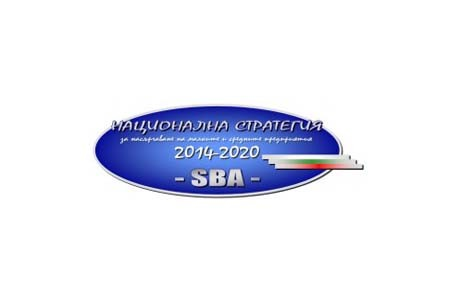 НАЦИОНАЛНА СТРАТЕГИЯ
за насърчаване на малките и средните предприятия
2014-2020
- SBA -